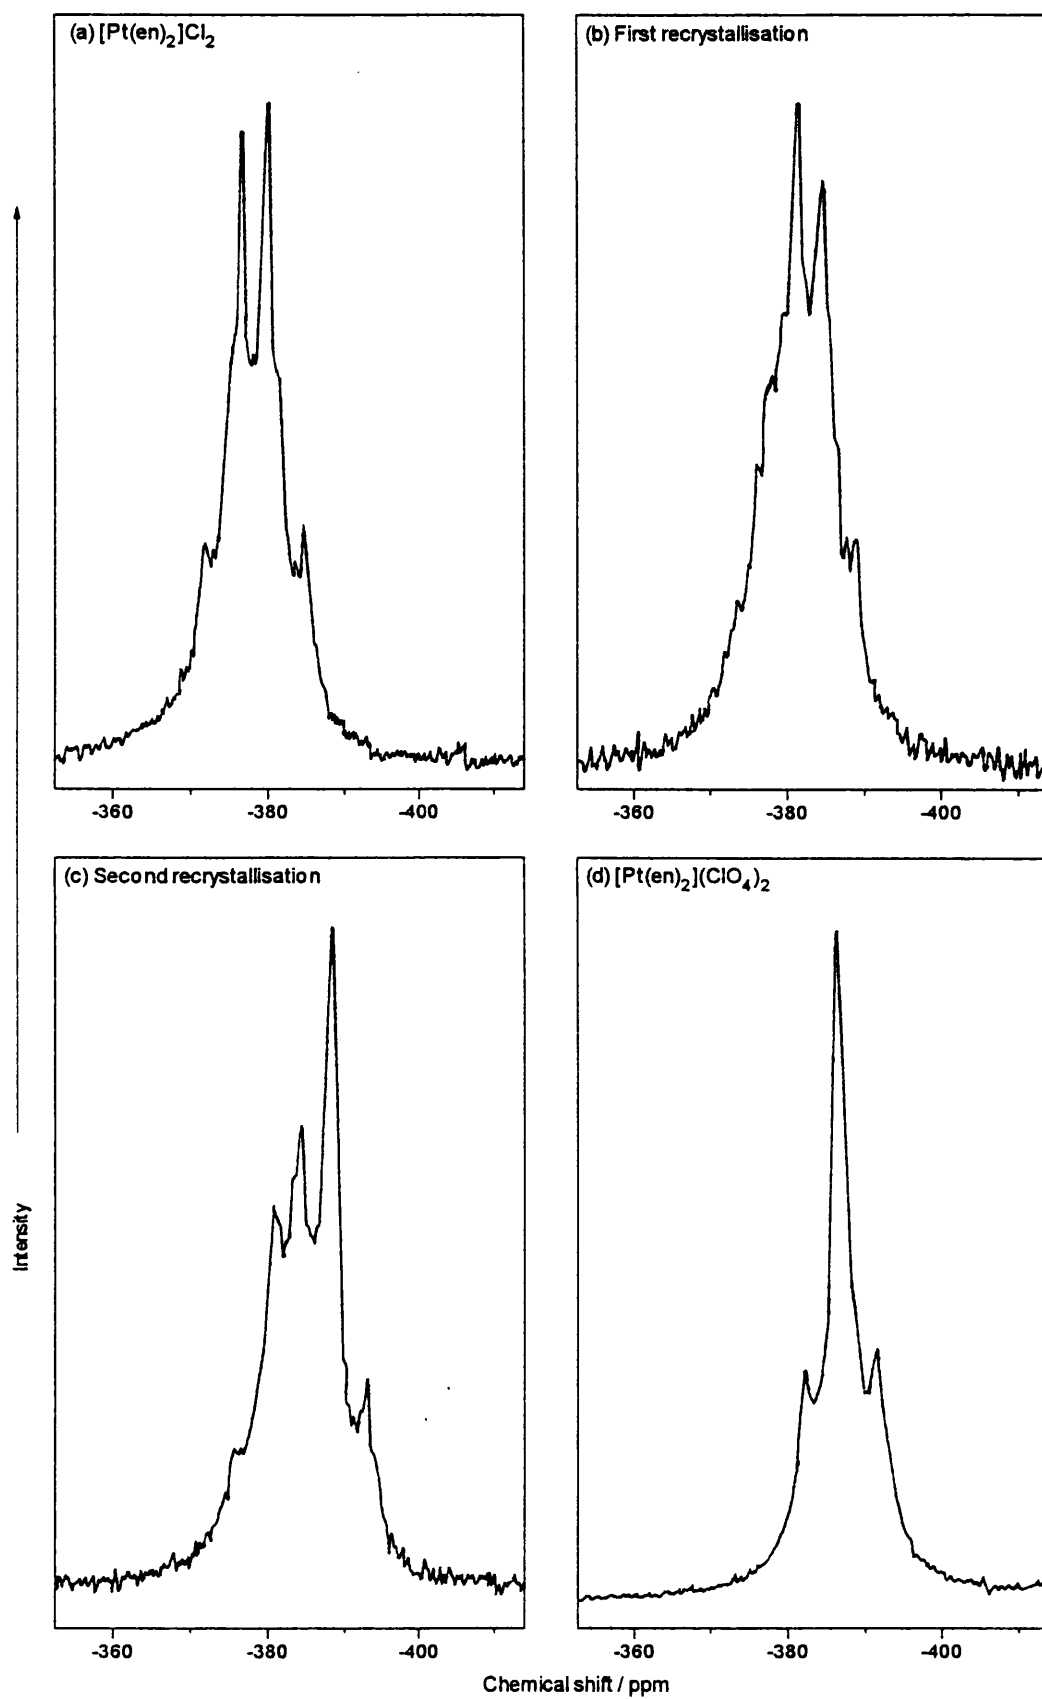 (a) [Pt(en)2]Cl2
(b) First recrystallisation
-360 -380 -400
-360 -380 -400
(c) Second recrystallisation
(d) [Pt(en)2](ClO4)2
-360 -380 -400
-360 -380 -400
Intensity
Chemical shift / ppm